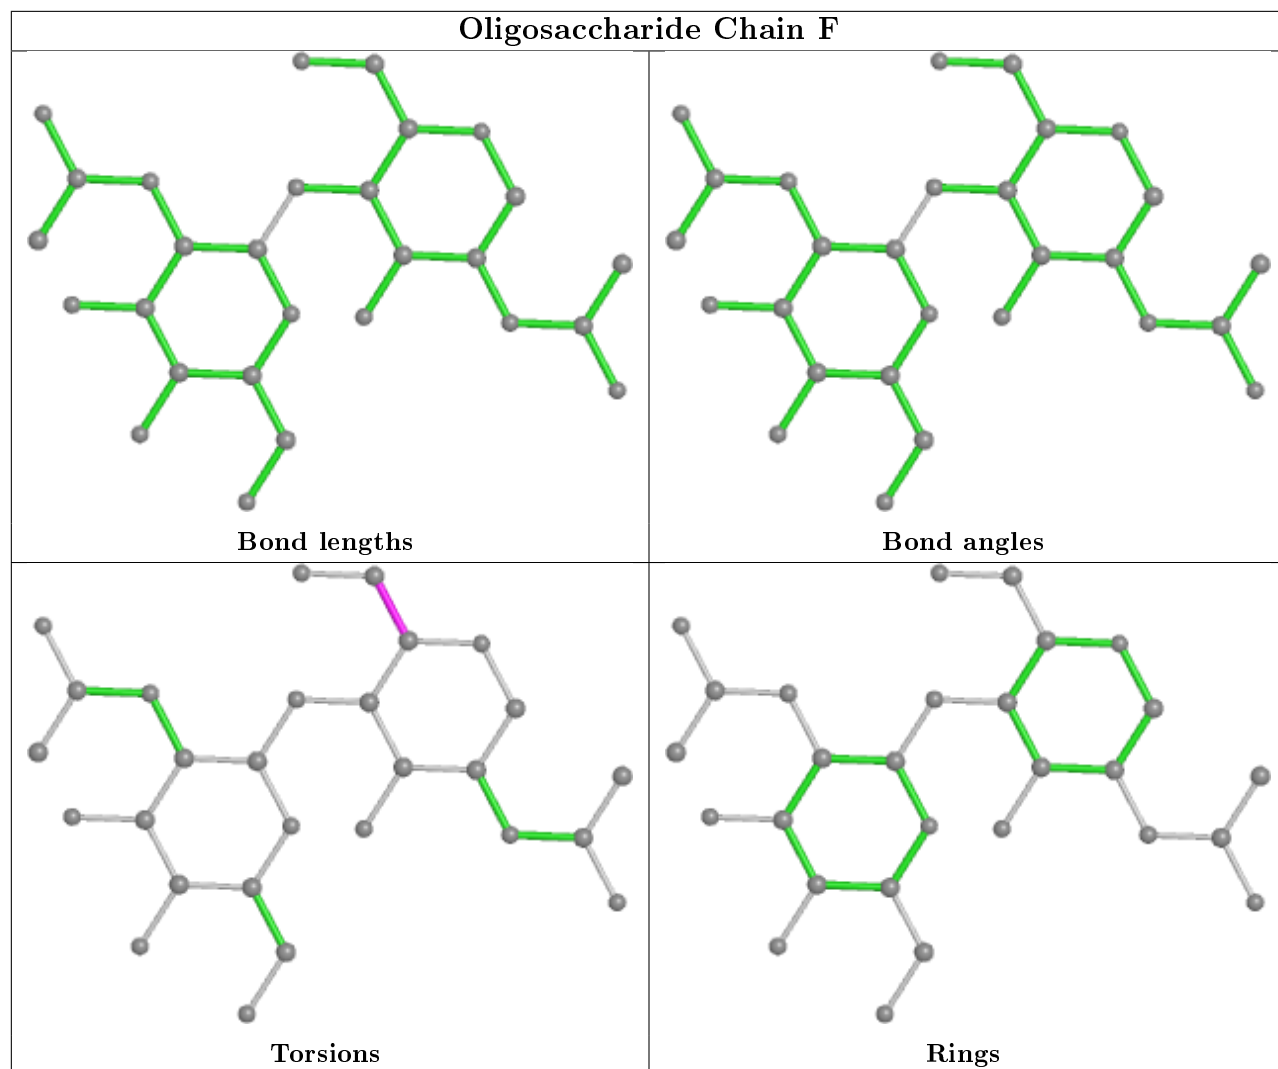 Oligosaccharide Chain F
Bond lengths
Bond angles
Torsions
Rings